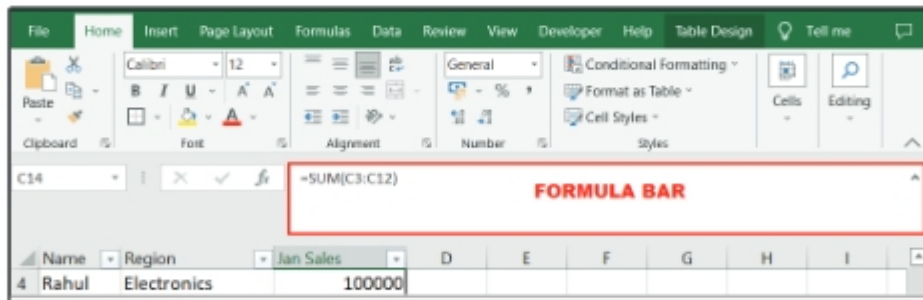 File Home Insert Page Layout Formulas Data Review View Developer Help Table Design Tell me
Calibri 12 General Conditional Formatting
Paste B I U A A % , Format as Table Cells Editing
A Cell Styles
Clipboard Font Alignment Number Styles
C14 fx =SUM(C3:C12)
FORMULA BAR
Name Region Jan Sales D E F G H I
4 Rahul Electronics 100000